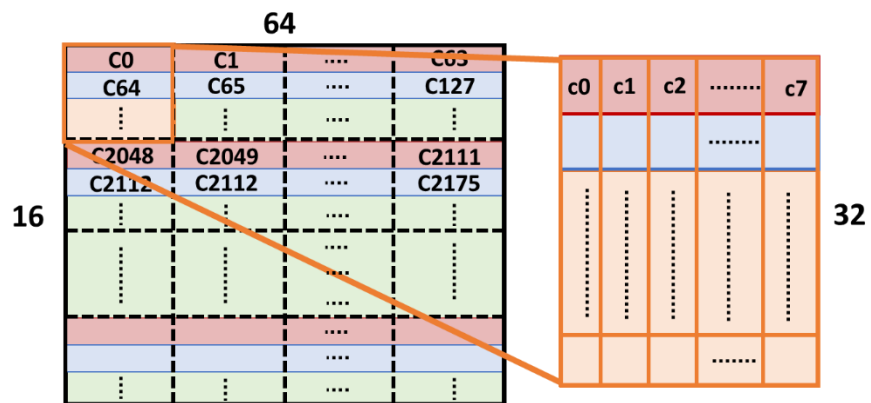 64
C0 C1 .... C63
C64 C65 .... C127
C2048 C2049 .... C2111
C2112 C2112 .... C2175
16
c0 c1 c2 ........ c7
32